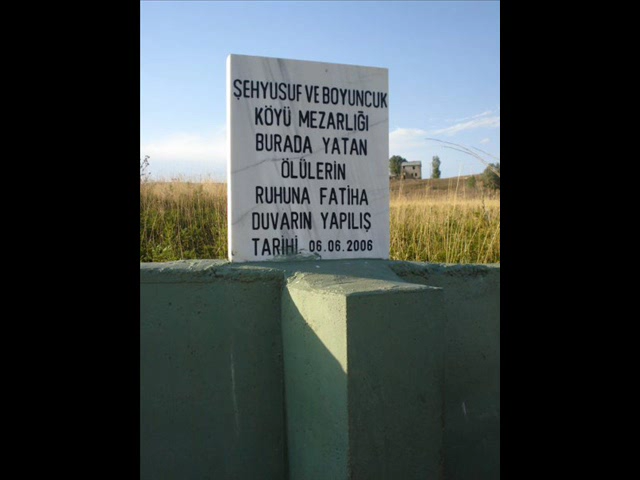 ŞEHYUSUF VE BOYUNCUK
KÖYÜ MEZARLIĞI
BURADA YATAN
ÖLÜLERİN
RUHUNA FATİHA
DUVARIN YAPILIŞ
TARİHİ 06.06.2006